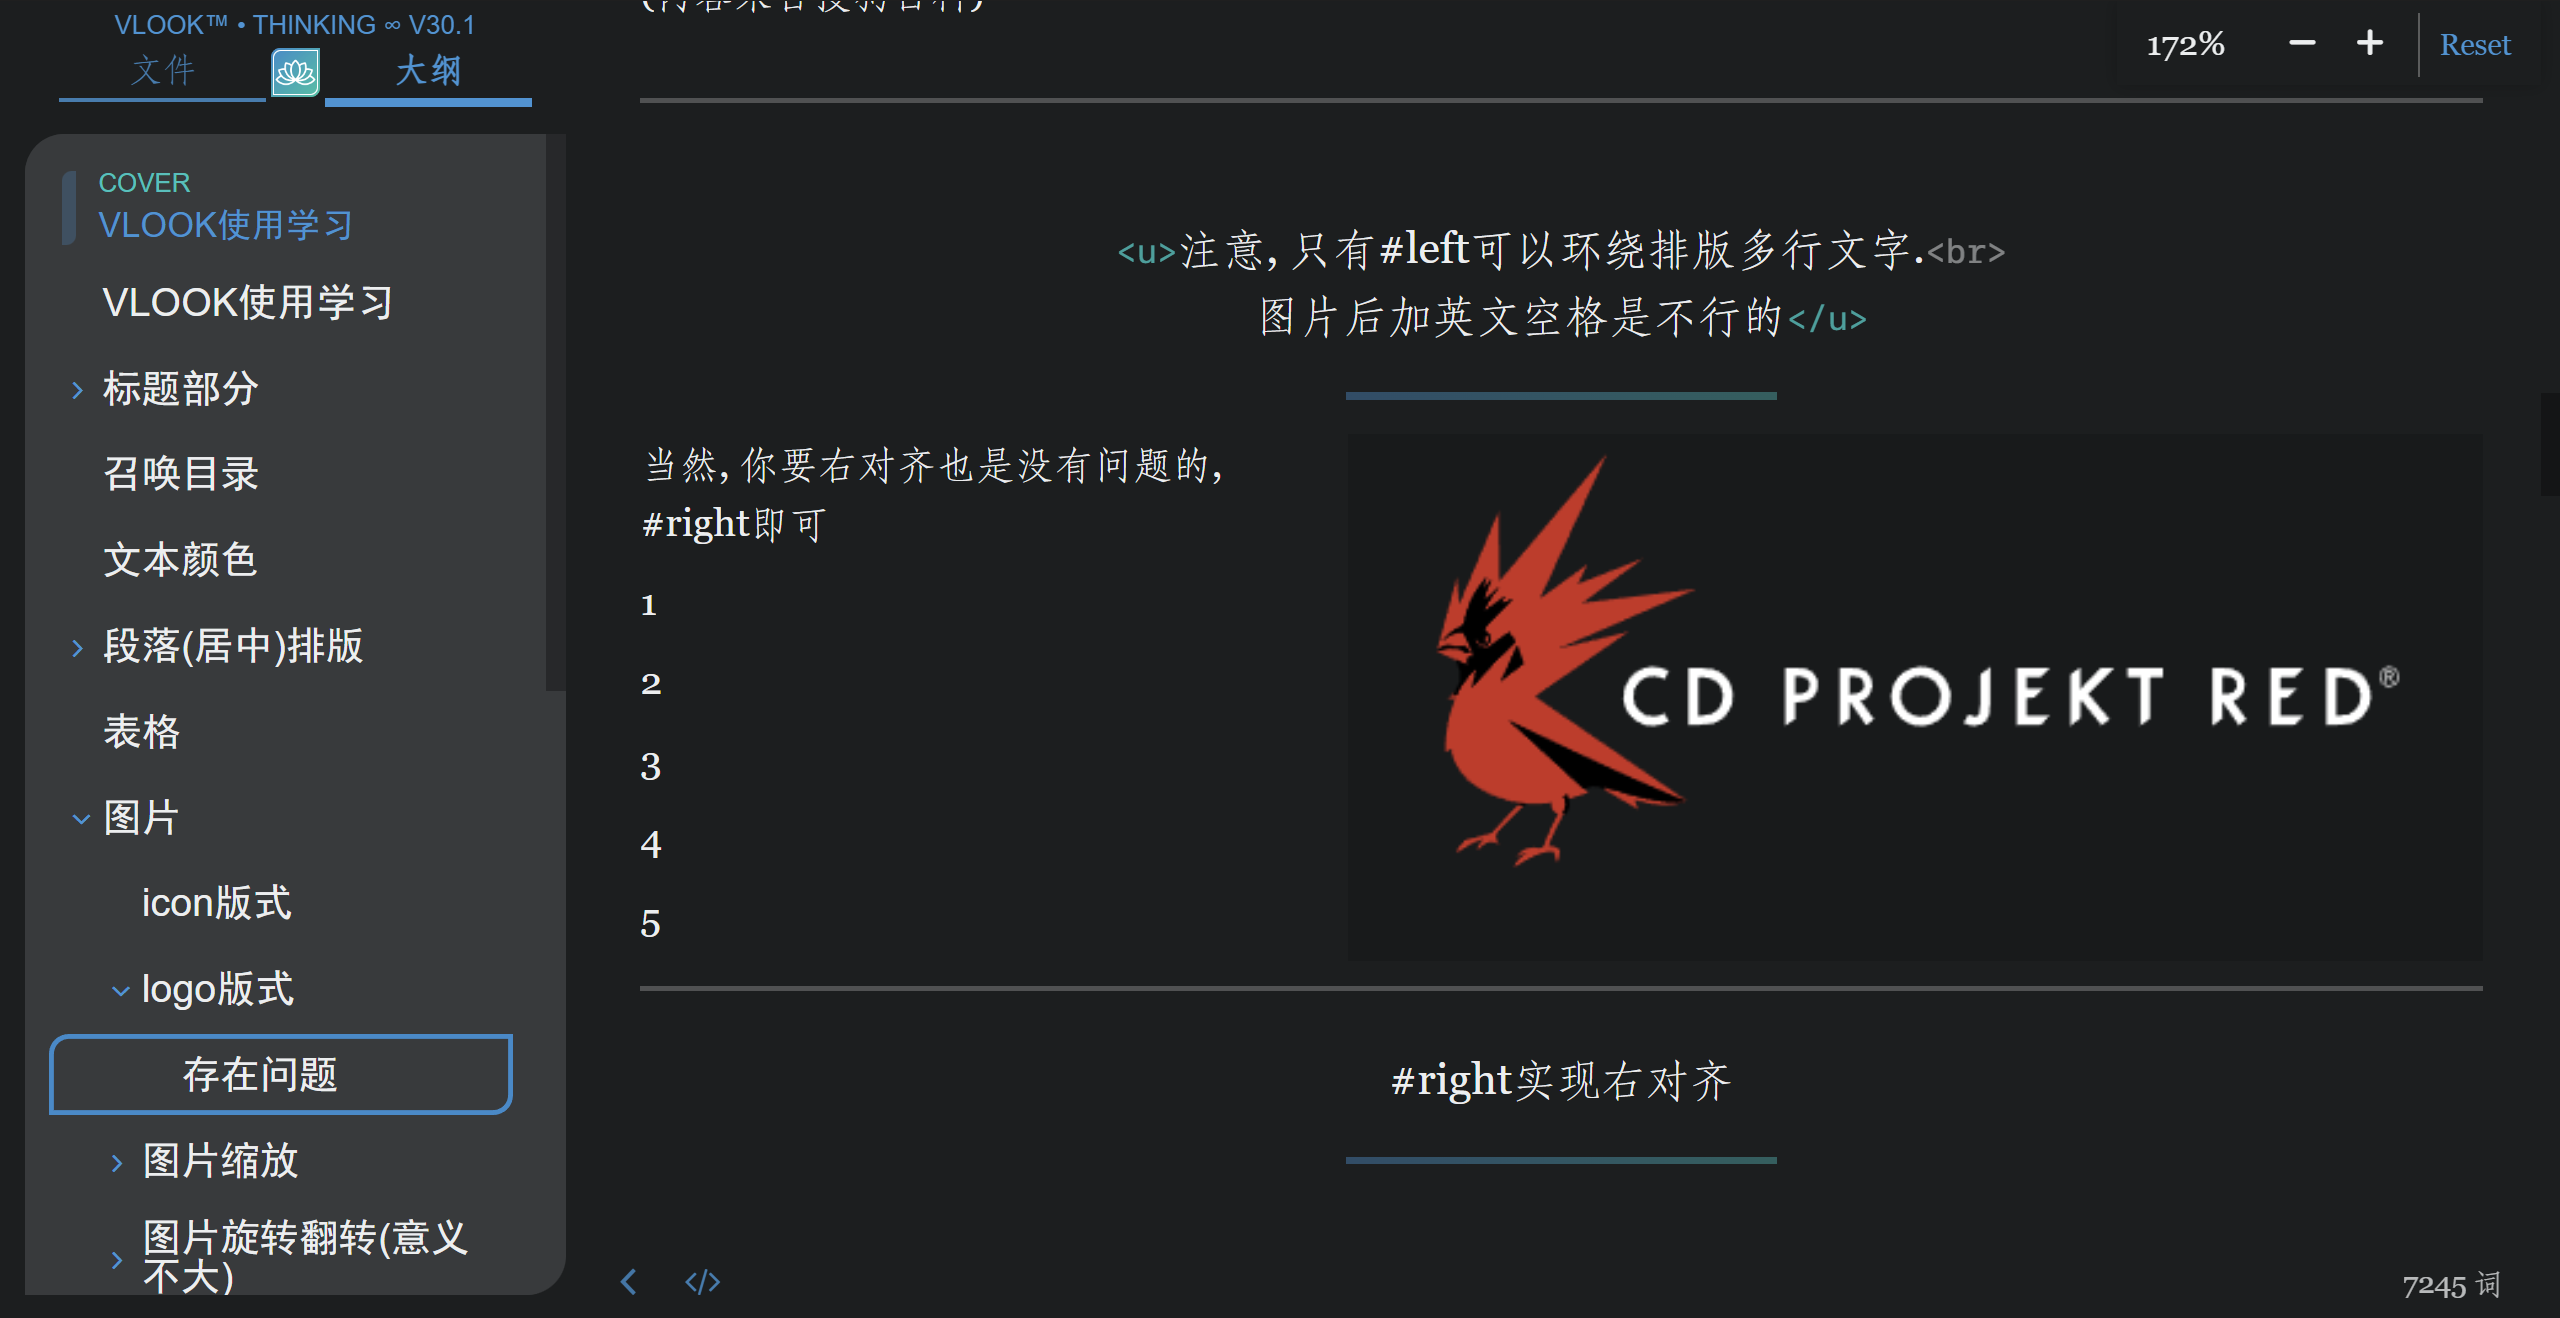 VLOOK™ • THINKING ∞ V30.1
文件
大纲
COVER
VLOOK使用学习
VLOOK使用学习
标题部分
召唤目录
文本颜色
段落(居中)排版
表格
图片
icon版式
logo版式
存在问题
图片缩放
图片旋转翻转(意义
不大)
172%
Reset
<u>注意,只有#left可以环绕排版多行文字.<br>
图片后加英文空格是不行的</u>
当然,你要右对齐也是没有问题的,
#right即可
1
2
3
4
5
CD PROJEKT RED®
#right实现右对齐
</>
7245 词